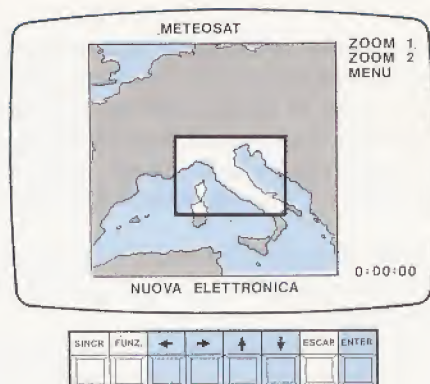 METEOSAT
ZOOM 1
ZOOM 2
MENU
0:00:00
NUOVA ELETTRONICA
SINCR. FUNZ. ← → ↑ ↓ ESCAP. ENTER